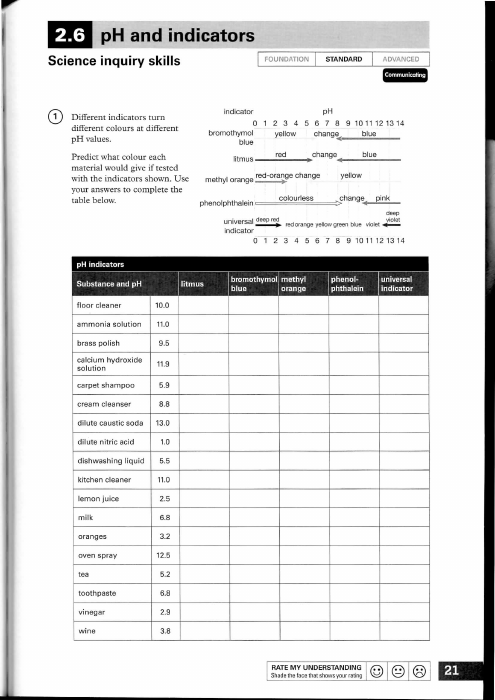 2.6 pH and indicators
Science inquiry skills
FOUNDATION STANDARD ADVANCED
Communicating
1 Different indicators turn
different colours at different
pH values.
Predict what colour each
material would give if tested
with the indicators shown. Use
your answers to complete the
table below.
indicator pH
0 1 2 3 4 5 6 7 8 9 10 11 12 13 14
bromothymol blue yellow change blue
litmus red change blue
methyl orange red-orange change yellow
phenolphthalein colourless change pink
universal indicator deep red red orange yellow green blue violet deep violet
0 1 2 3 4 5 6 7 8 9 10 11 12 13 14
pH indicators
Substance and pH litmus bromothymol blue methyl orange phenol-phthalein universal indicator
floor cleaner 10.0
ammonia solution 11.0
brass polish 9.5
calcium hydroxide solution 11.9
carpet shampoo 5.9
cream cleanser 8.8
dilute caustic soda 13.0
dilute nitric acid 1.0
dishwashing liquid 5.5
kitchen cleaner 11.0
lemon juice 2.5
milk 6.8
oranges 3.2
oven spray 12.5
tea 5.2
toothpaste 6.8
vinegar 2.9
wine 3.8
RATE MY UNDERSTANDING
Shade the face that shows your rating
21